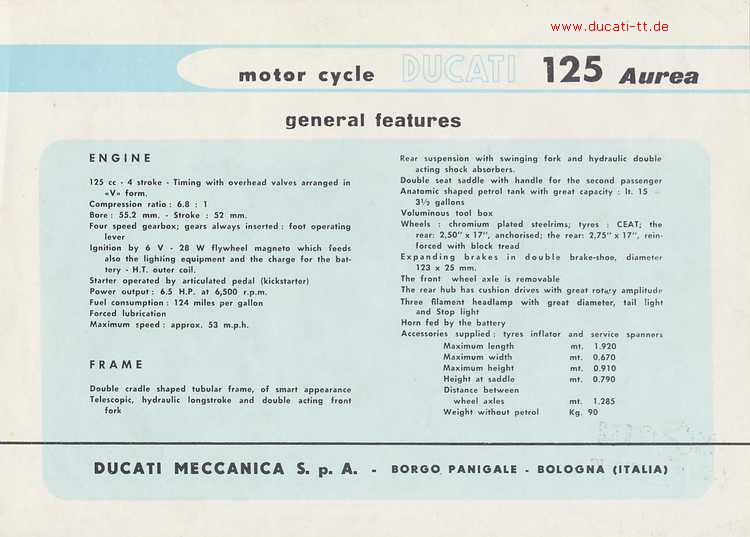 www.ducati-tt.de
motor cycle DUCATI 125 Aurea
general features
ENGINE
125 cc - 4 stroke - Timing with overhead valves arranged in
«V» form.
Compression ratio : 6.8 : 1
Bore : 55.2 mm. - Stroke : 52 mm.
Four speed gearbox; gears always inserted : foot operating
lever
Ignition by 6 V - 28 W flywheel magneto which feeds
also the lighting equipment and the charge for the bat-
tery - H.T. outer coil.
Starter operated by articulated pedal (kickstarter)
Power output : 6.5 H.P. at 6,500 r.p.m.
Fuel consumption : 124 miles per gallon
Forced lubrication
Maximum speed : approx. 53 m.p.h.
FRAME
Double cradle shaped tubular frame, of smart appearance
Telescopic, hydraulic longstroke and double acting front
fork
Rear suspension with swinging fork and hydraulic double
acting shock absorbers.
Double seat saddle with handle for the second passenger
Anatomic shaped petrol tank with great capacity : lt. 15 =
3½ gallons
Voluminous tool box
Wheels : chromium plated steelrims; tyres : CEAT; the
rear: 2,50" x 17", anchorised; the rear: 2,75" x 17", rein-
forced with block tread
Expanding brakes in double brake-shoe, diameter
123 x 25 mm.
The front wheel axle is removable
The rear hub has cushion drives with great rotary amplitude
Three filament headlamp with great diameter, tail light
and Stop light
Horn fed by the battery
Accessories supplied : tyres inflator and service spanners
Maximum length mt. 1.920
Maximum width mt. 0.670
Maximum height mt. 0.910
Height at saddle mt. 0.790
Distance between
wheel axles mt. 1.285
Weight without petrol Kg. 90
DUCATI MECCANICA S. p. A. - BORGO PANIGALE - BOLOGNA (ITALIA)